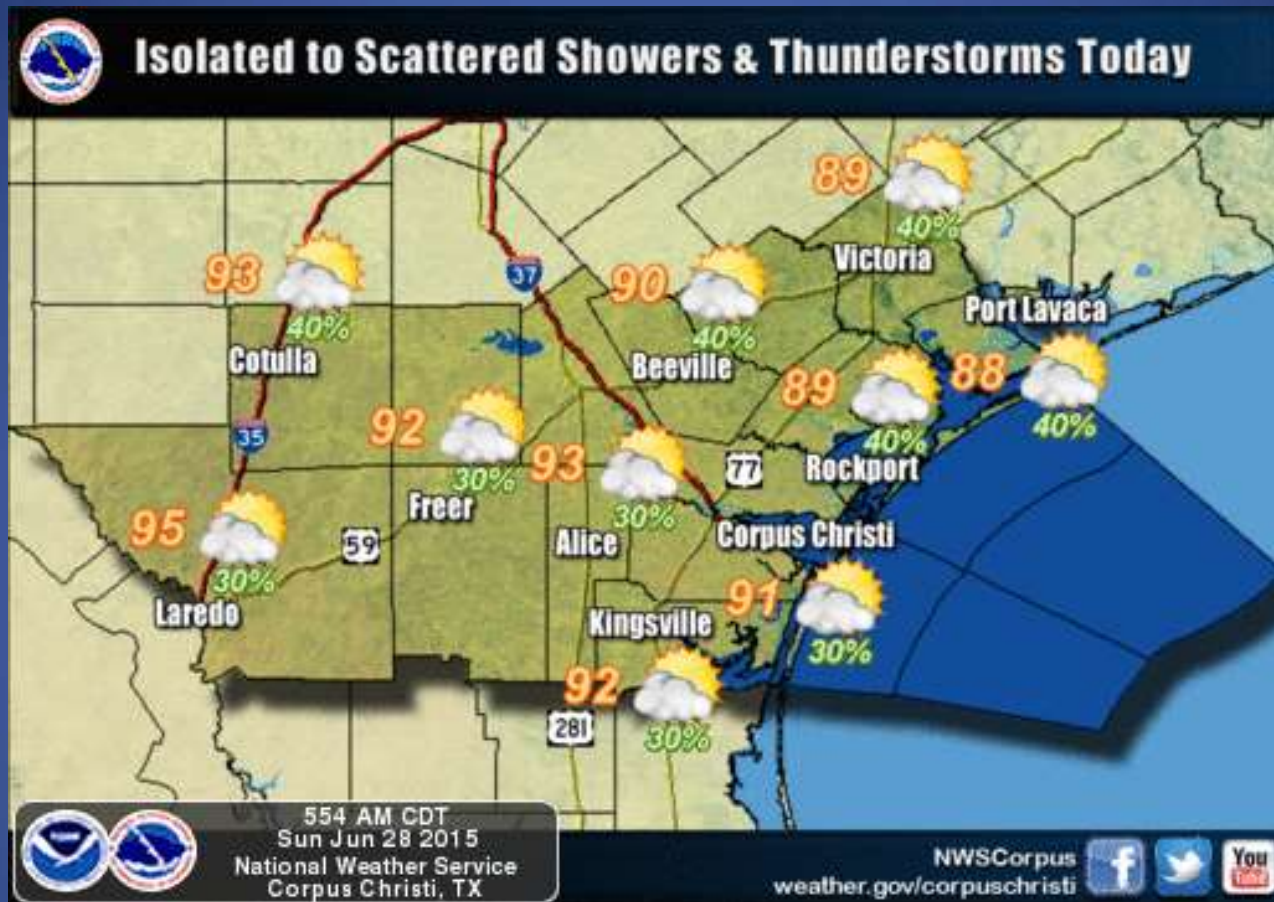 Isolated to Scattered Showers & Thunderstorms Today
89
40%
Victoria
93
40%
Cotulla
37
90
40%
Beeville
Port Lavaca
88
40%
89
40%
Rockport
92
30%
Freer
35
93
30%
Alice
77
Corpus Christi
91
30%
95
30%
Laredo
59
Kingsville
92
30%
281
554 AM CDT
Sun Jun 28 2015
National Weather Service
Corpus Christi, TX
NWSCorpus
weather.gov/corpuschristi
f
You
Tube